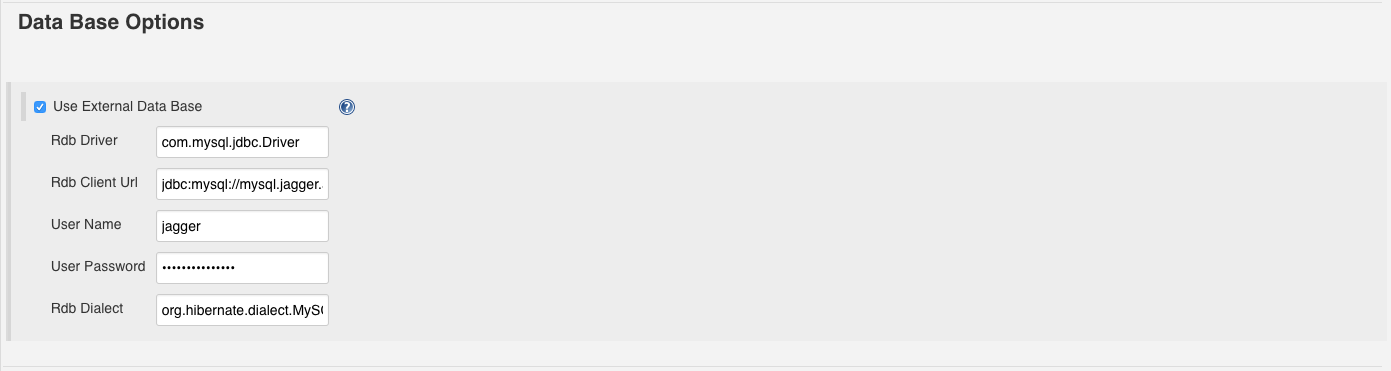 Data Base Options
Use External Data Base ?
Rdb Driver com.mysql.jdbc.Driver
Rdb Client Url jdbc:mysql://mysql.jagger.
User Name jagger
User Password •••••••••••••••
Rdb Dialect org.hibernate.dialect.MyS